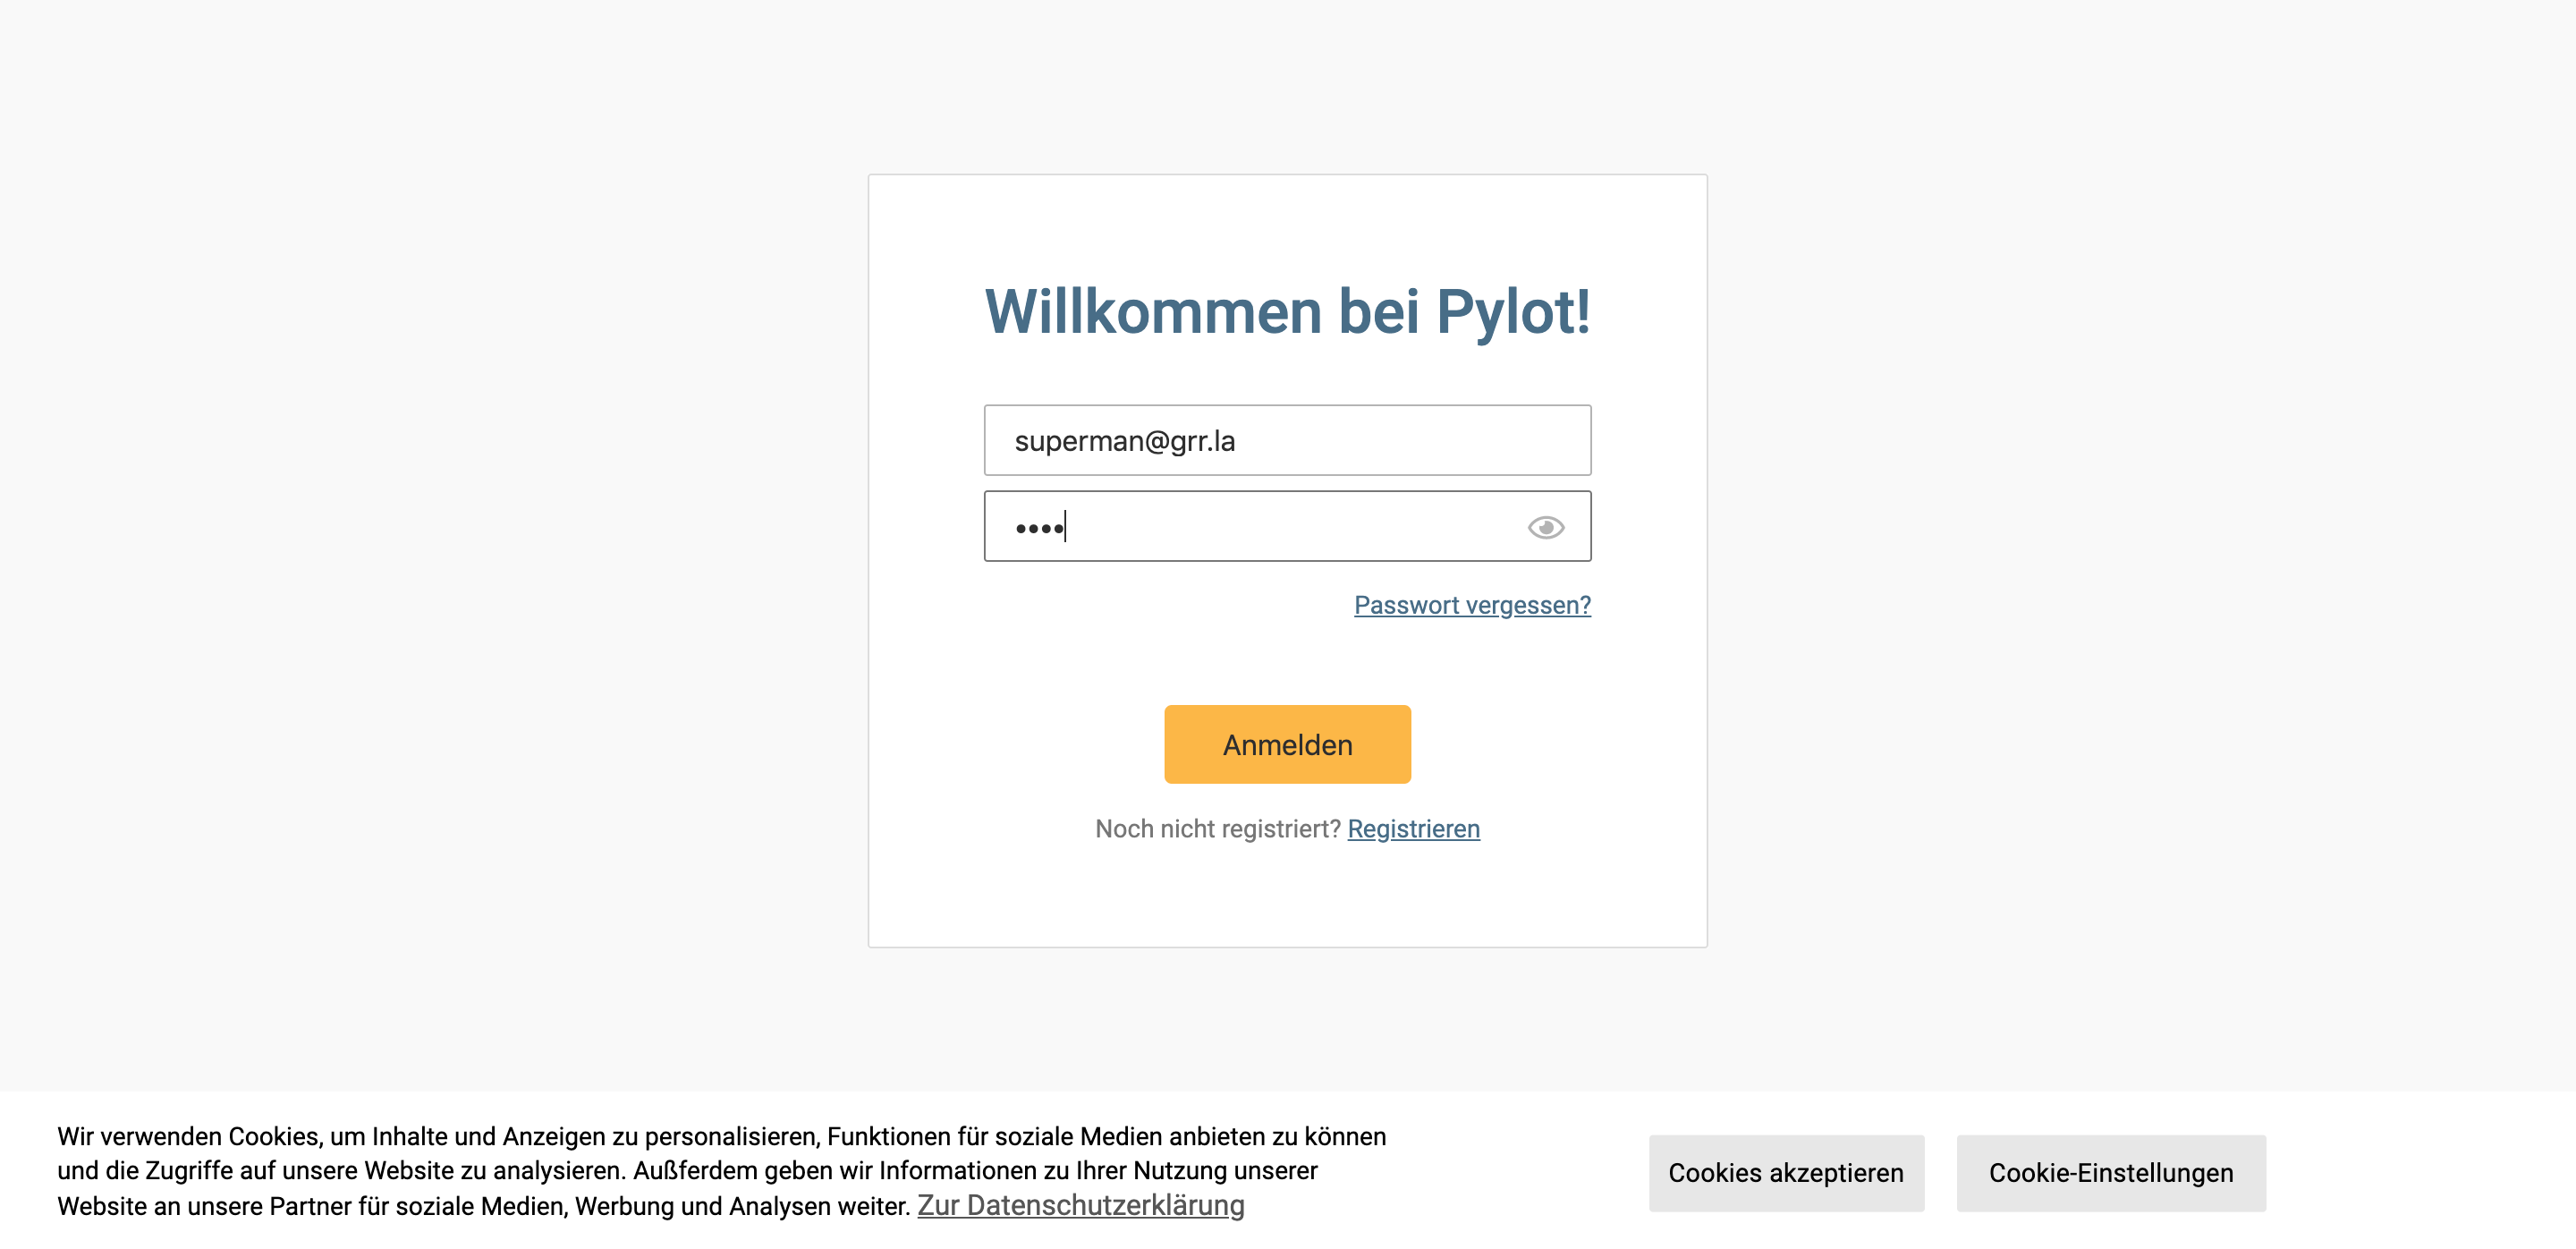 Willkommen bei Pylot!
superman@grr.la
••••
Passwort vergessen?
Anmelden
Noch nicht registriert? Registrieren
Wir verwenden Cookies, um Inhalte und Anzeigen zu personalisieren, Funktionen für soziale Medien anbieten zu können
und die Zugriffe auf unsere Website zu analysieren. Außferdem geben wir Informationen zu Ihrer Nutzung unserer
Website an unsere Partner für soziale Medien, Werbung und Analysen weiter. Zur Datenschutzerklärung
Cookies akzeptieren
Cookie-Einstellungen